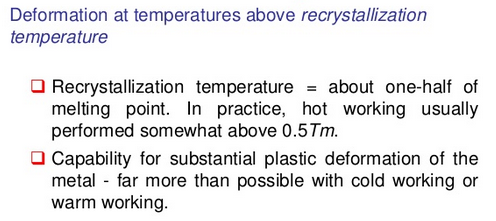 Deformation at temperatures above recrystallization
temperature
Recrystallization temperature = about one-half of
melting point. In practice, hot working usually
performed somewhat above 0.5Tm.
Capability for substantial plastic deformation of the
metal - far more than possible with cold working or
warm working.